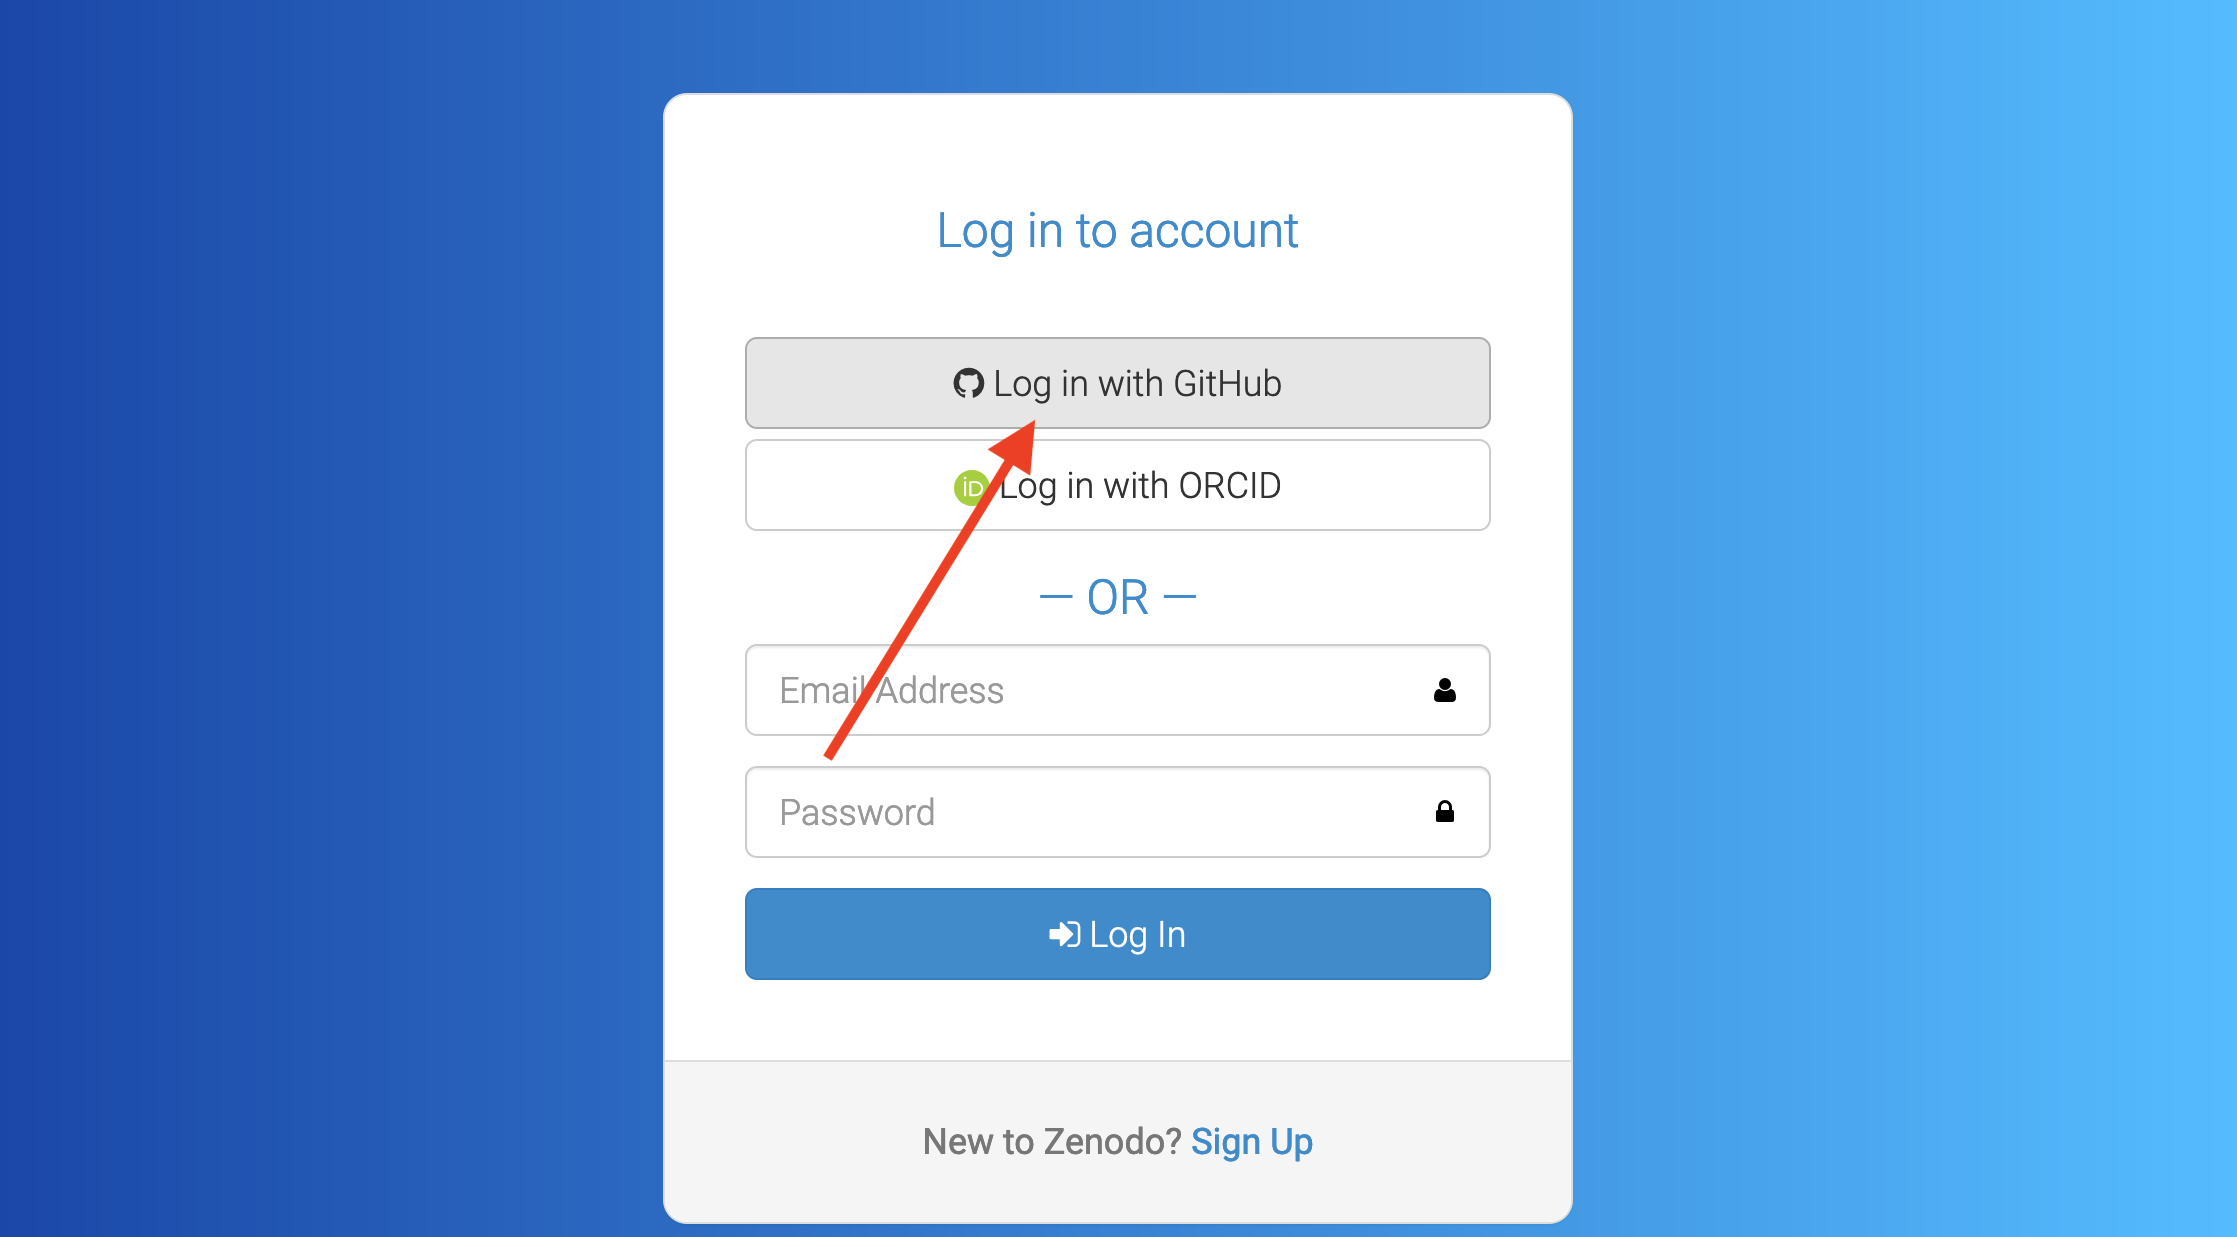 Log in to account
Log in with GitHub
iD Log in with ORCID
— OR —
Email Address
Password
Log In
New to Zenodo? Sign Up